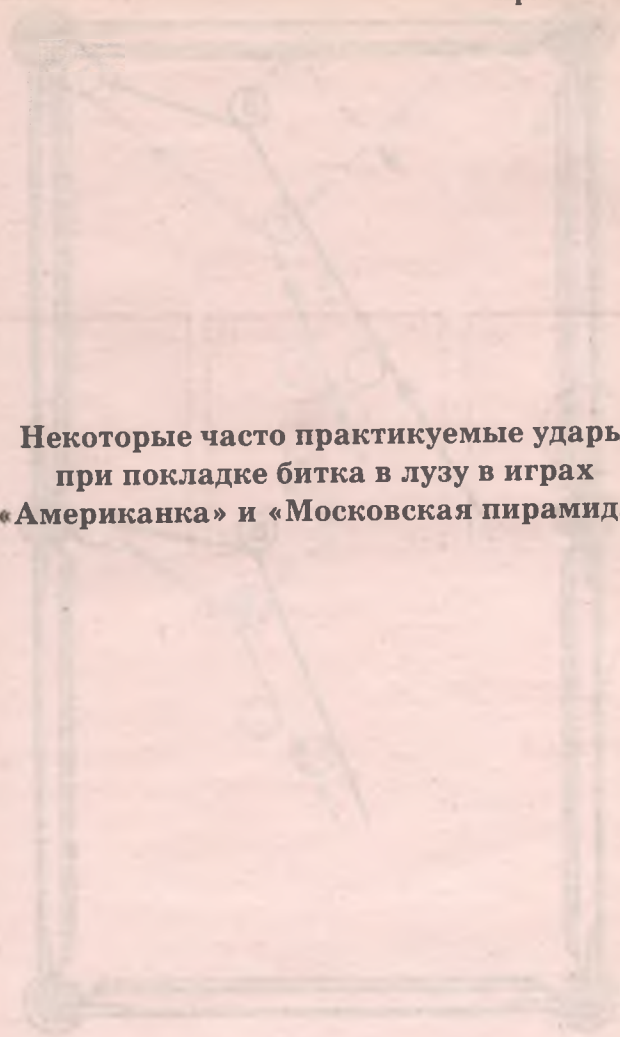 Некоторые часто практикуемые удары
при покладке битка в лузу в играх
«Американка» и «Московская пирамид